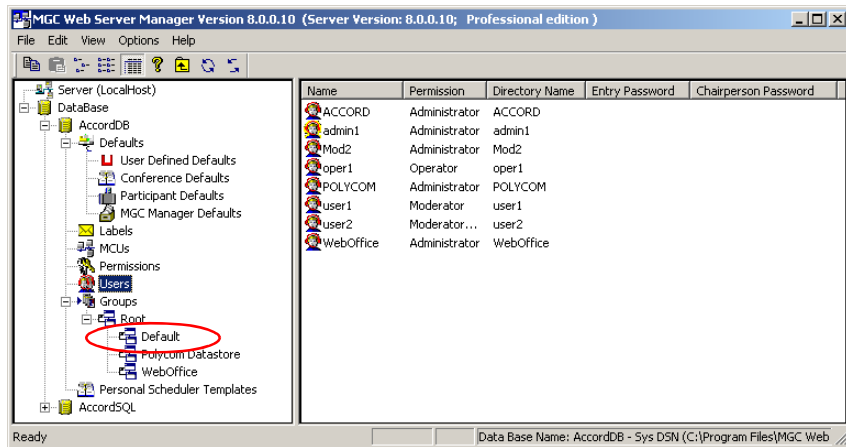 MGC Web Server Manager Version 8.0.0.10 (Server Version: 8.0.0.10; Professional edition )
File Edit View Options Help
Server (LocalHost)
DataBase
AccordDB
Defaults
User Defined Defaults
Conference Defaults
Participant Defaults
MGC Manager Defaults
Labels
MCUs
Permissions
Users
Groups
Root
Default
Polycom Datastore
WebOffice
Personal Scheduler Templates
AccordSQL
Name Permission Directory Name Entry Password Chairperson Password
ACCORD Administrator ACCORD
admin1 Administrator admin1
Mod2 Administrator Mod2
oper1 Operator oper1
POLYCOM Administrator POLYCOM
user1 Moderator user1
user2 Moderator... user2
WebOffice Administrator WebOffice
Ready Data Base Name: AccordDB - Sys DSN (C:\Program Files\MGC Web